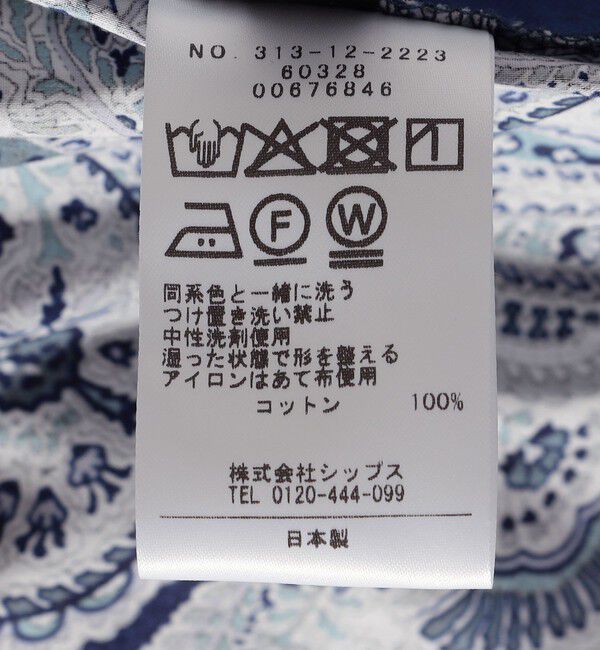 NO. 313-12-2223
60328
00676846
F W
同系色と一緒に洗う
つけ置き洗い禁止
中性洗剤使用
湿った状態で形を整える
アイロンはあて布使用
コットン 100%
株式会社シップス
TEL 0120-444-099
日本製